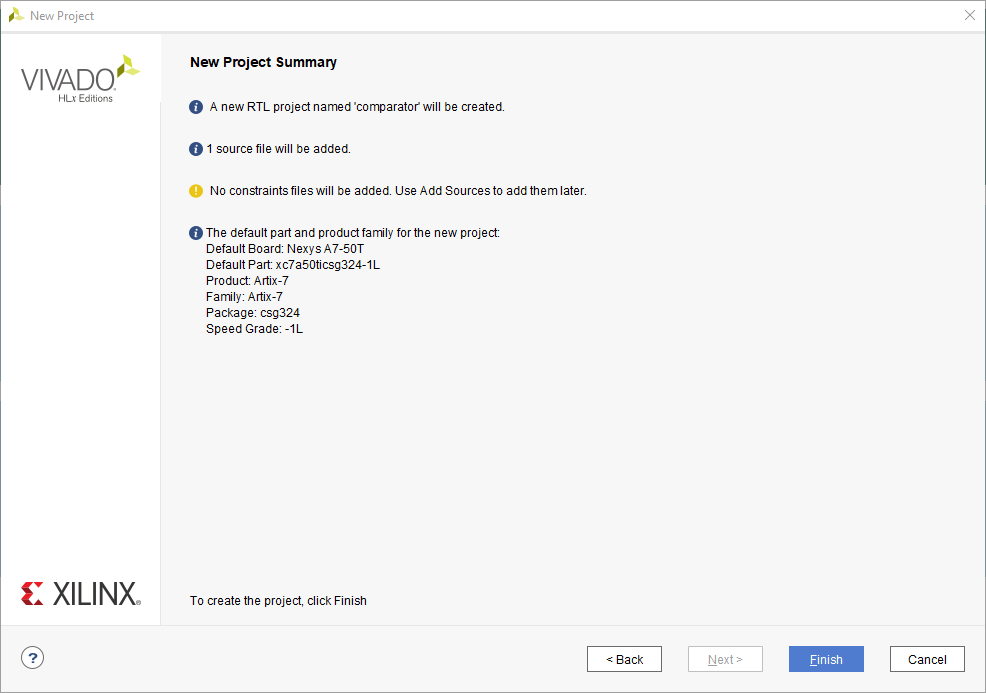 New Project
VIVADO
HLx Editions
New Project Summary
A new RTL project named 'comparator' will be created.
1 source file will be added.
No constraints files will be added. Use Add Sources to add them later.
The default part and product family for the new project:
Default Board: Nexys A7-50T
Default Part: xc7a50ticsg324-1L
Product: Artix-7
Family: Artix-7
Package: csg324
Speed Grade: -1L
XILINX®
To create the project, click Finish
?
< Back
Next >
Finish
Cancel